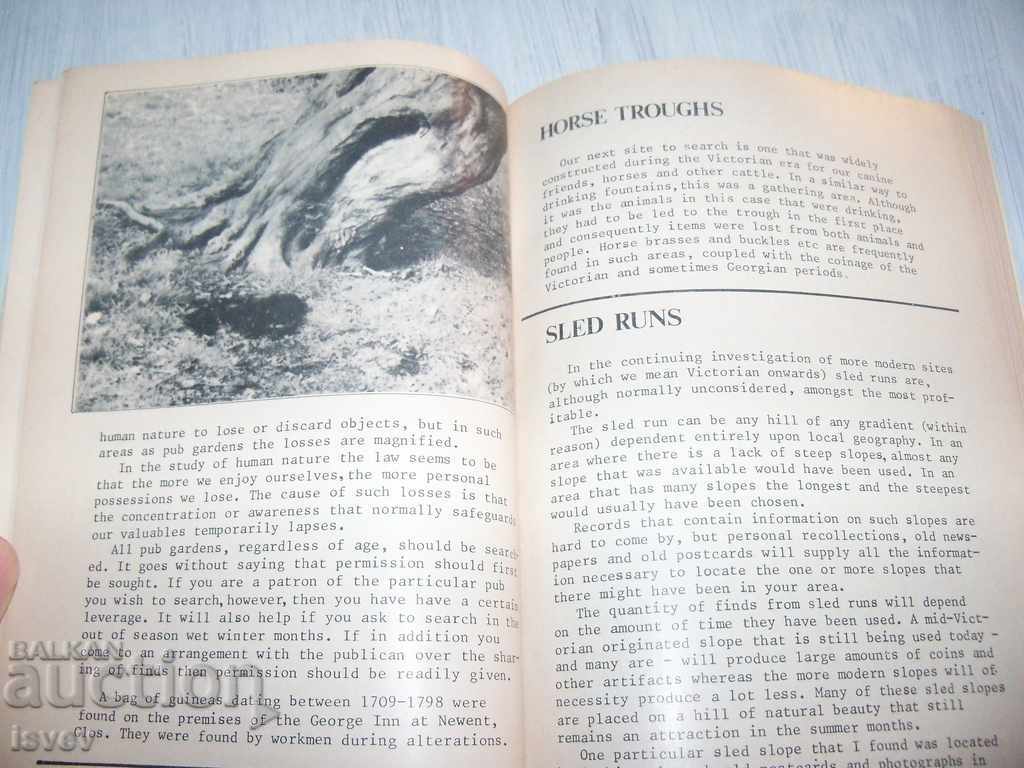 human nature to lose or discard objects, but in such
areas as pub gardens the losses are magnified.
In the study of human nature the law seems to be
that the more we enjoy ourselves,the more personal
possessions we lose. The cause of such losses is that
the concentration or awareness that normally safeguards
our valuables temporarily lapses.
All pub gardens, regardless of age, should be search-
ed. It goes without saying that permission should first
be sought. If you are a patron of the particular pub
you wish to search,however, then you have have a certain
leverage. It will also help if you ask to search in the
out of season wet winter months. If in addition you
come to an arrangement with the publican over the shar-
ing of finds then permission should be readily given.
A bag of guineas dating between 1709-1798 were
found on the premises of the George Inn at Newent,
Glos. They were found by workmen during alterations.
HORSE TROUGHS
Our next site to search is one that was widely
constructed during the Victorian era for our canine
friends, horses and other cattle. In a similar way to
drinking fountains,this was a gathering area. Although
it was the animals in this case that were drinking,
they had to be led to the trough in the first place
and consequently items were lost from both animals and
people. Horse brasses and buckles etc are frequently
found in such areas, coupled with the coinage of the
Victorian and sometimes Georgian periods.
SLED RUNS
In the continuing investigation of more modern sites
(by which we mean Victorian onwards) sled runs are,
although normally unconsidered, amongst the most prof-
itable.
The sled run can be any hill of any gradient (within
reason) dependent entirely upon local geography. In an
area where there is a lack of steep slopes, almost any
slope that was available would have been used. In an
area that has many slopes the longest and the steepest
would usually have been chosen.
Records that contain information on such slopes are
hard to come by, but personal recollections, old news-
papers and old postcards will supply all the informat-
ion necessary to locate the one or more slopes that
there might have been in your area.
The quantity of finds from sled runs will depend
on the amount of time they have been used. A mid-Vict-
orian originated slope that is still being used today -
and many are - will produce large amounts of coins and
other artifacts whereas the more modern slopes will of
necessity produce a lot less. Many of these sled slopes
are placed on a hill of natural beauty that still
remains an attraction in the summer months.
One particular sled slope that I found was located
old postcards and photographs in
BALKAN
auction
isvey